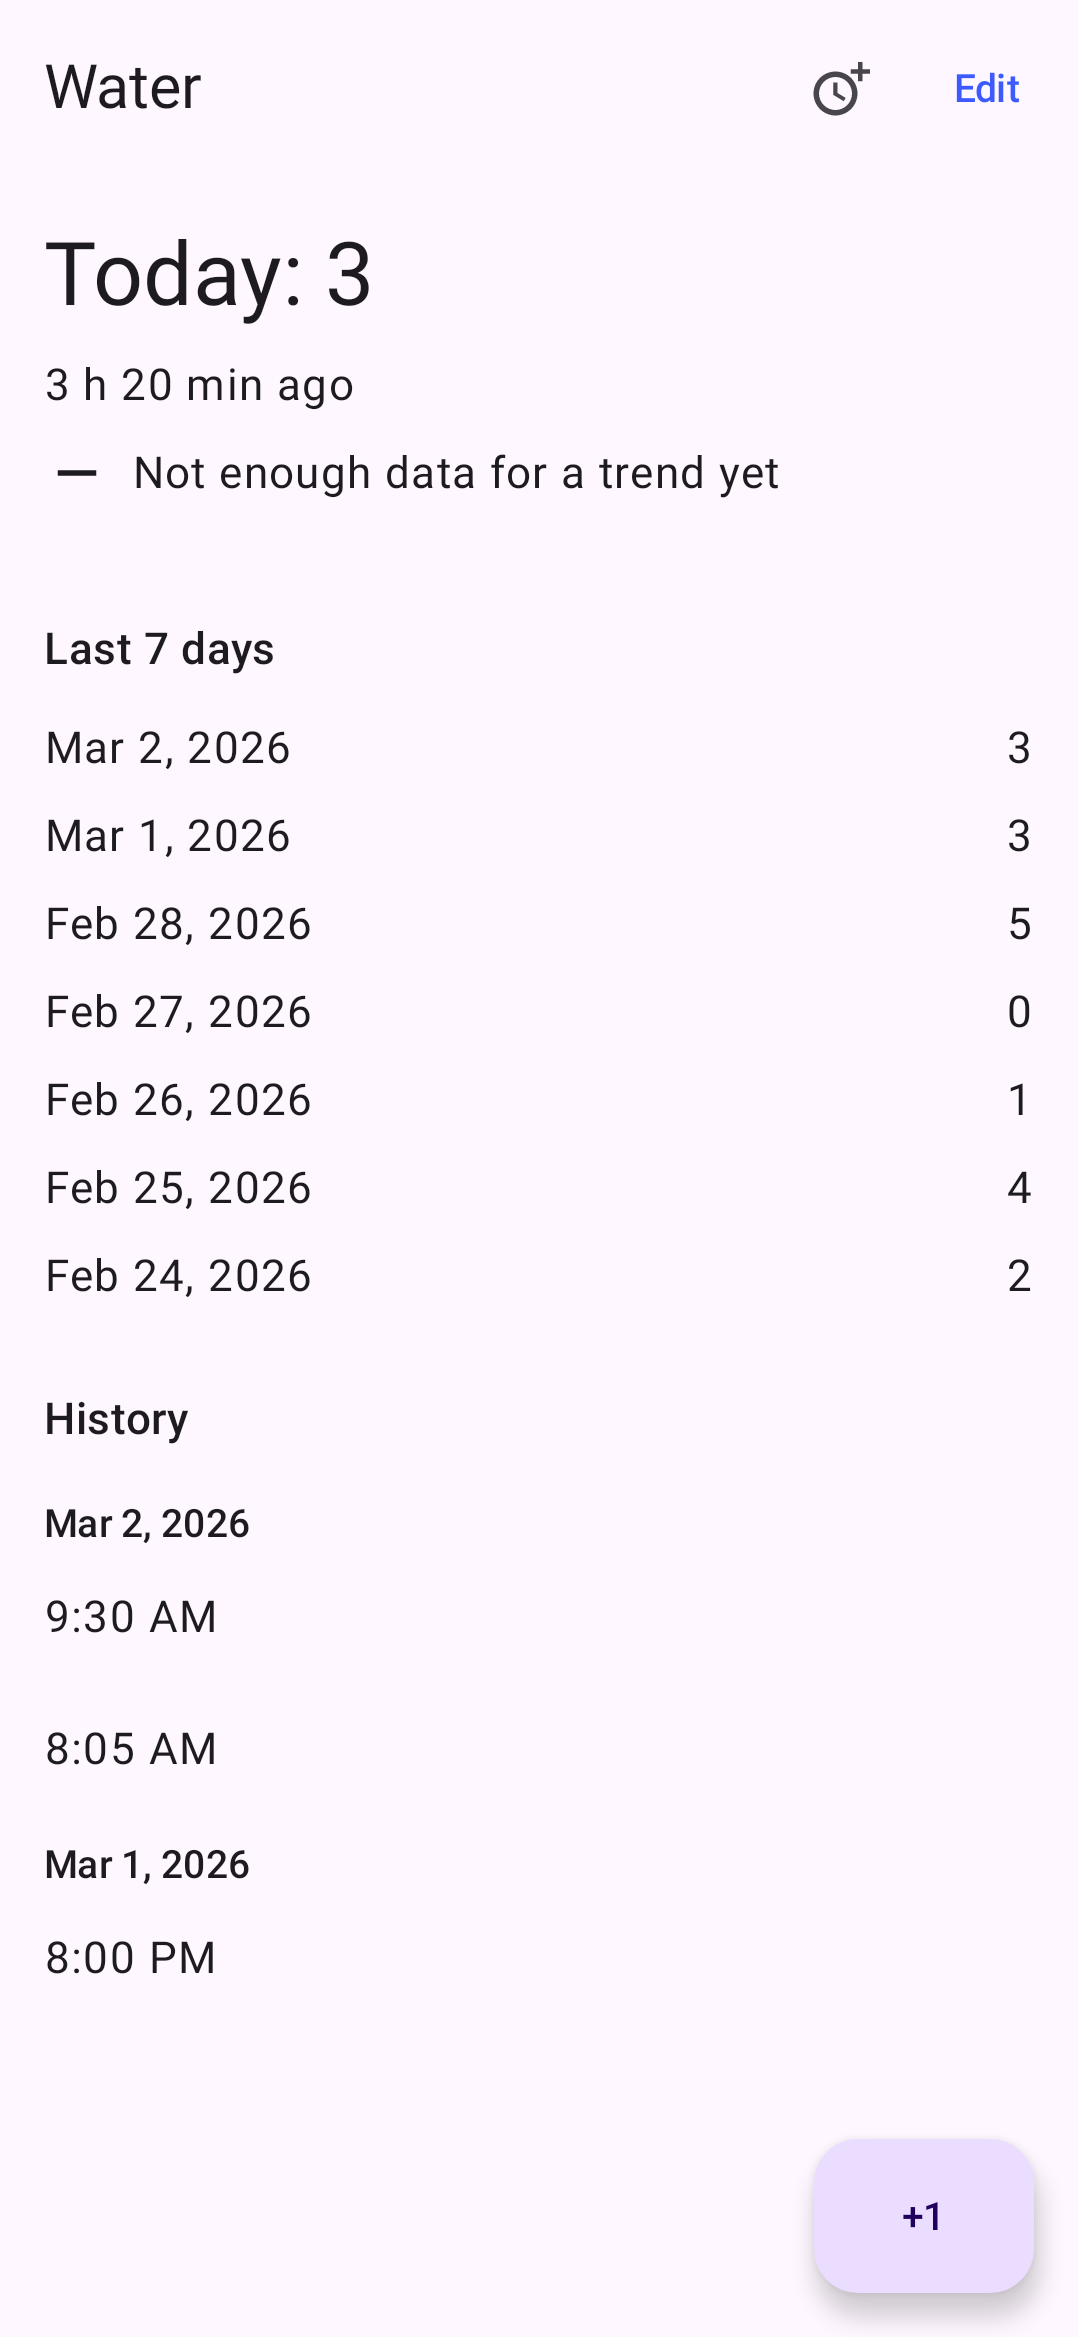 Water
Edit
Today: 3
3 h 20 min ago
Not enough data for a trend yet
Last 7 days
Mar 2, 2026 3
Mar 1, 2026 3
Feb 28, 2026 5
Feb 27, 2026 0
Feb 26, 2026 1
Feb 25, 2026 4
Feb 24, 2026 2
History
Mar 2, 2026
9:30 AM
8:05 AM
Mar 1, 2026
8:00 PM
+1